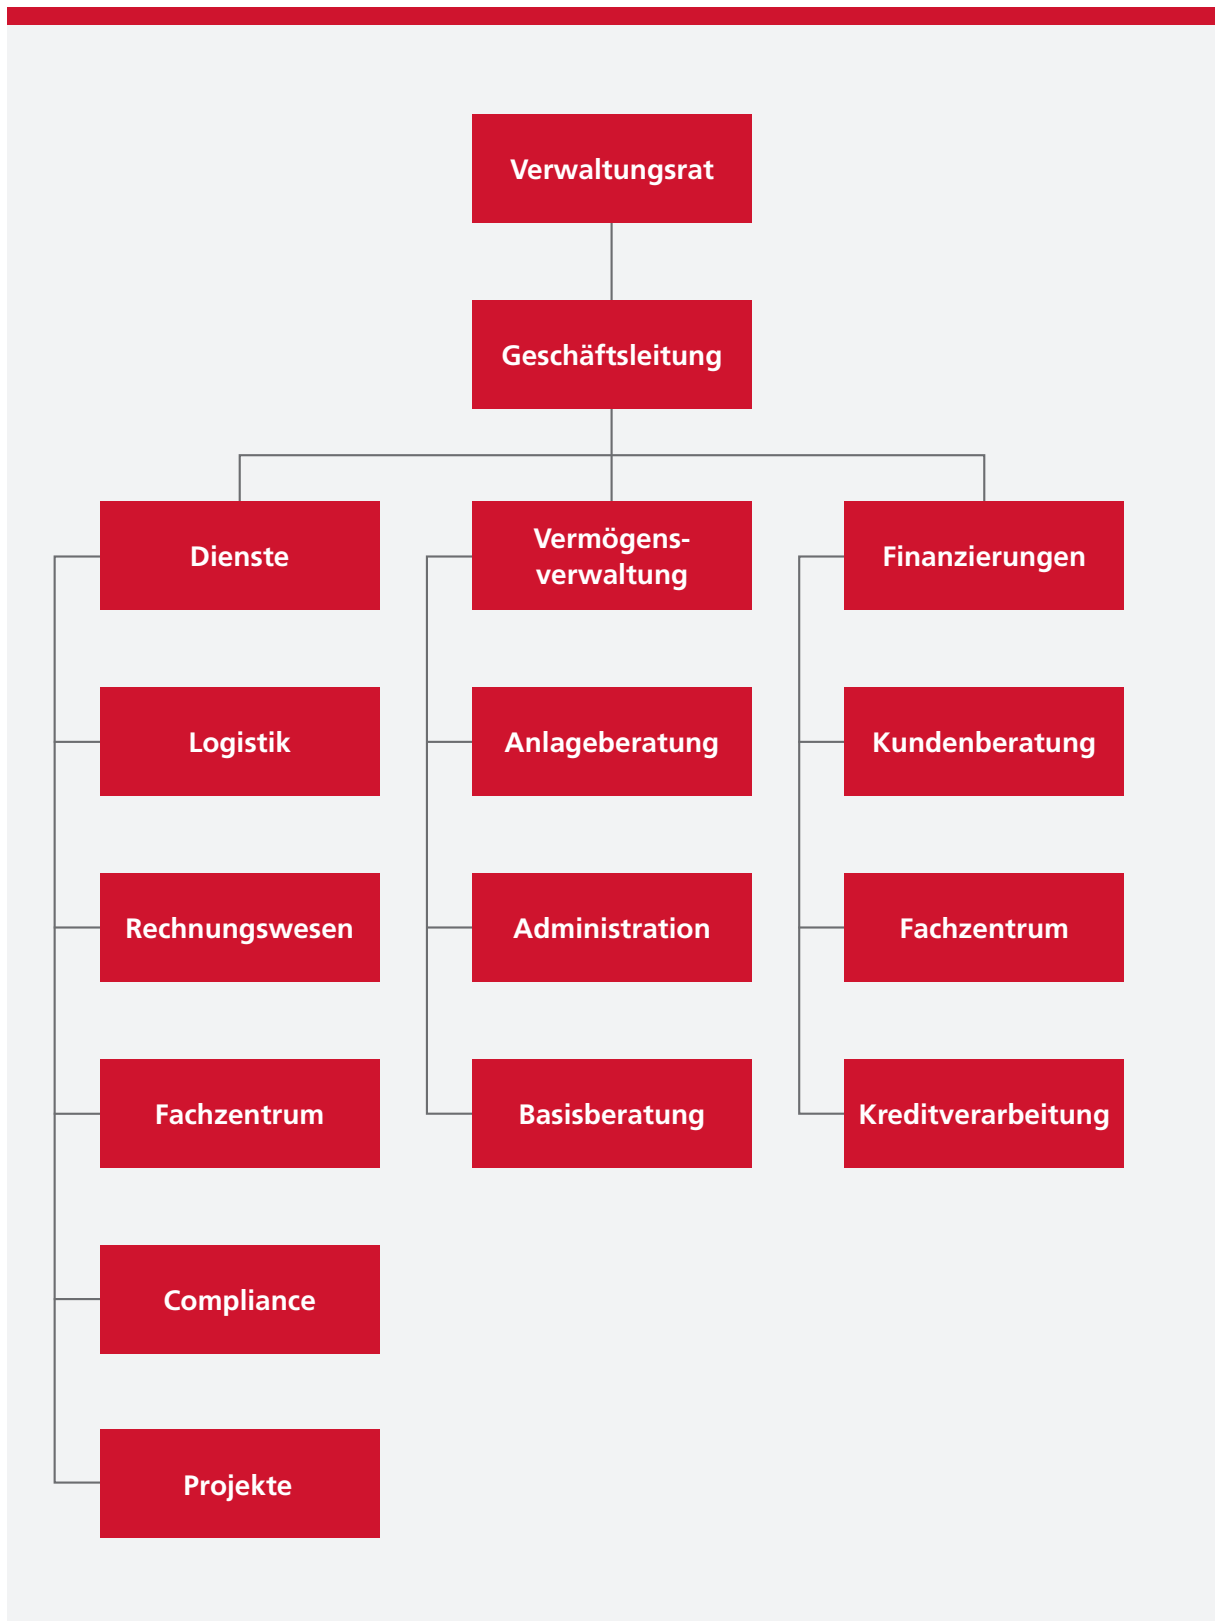 Verwaltungsrat
Geschäftsleitung
Dienste
Vermögens-
verwaltung
Finanzierungen
Logistik
Anlageberatung
Kundenberatung
Rechnungswesen
Administration
Fachzentrum
Fachzentrum
Basisberatung
Kreditverarbeitung
Compliance
Projekte